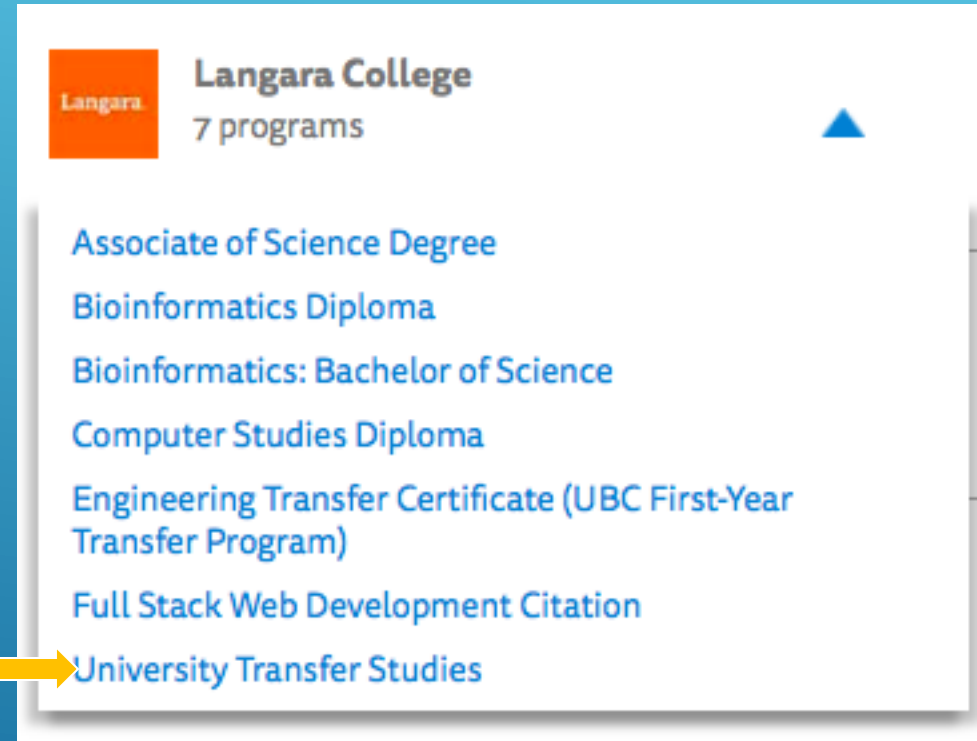 Langara.
Langara College
7 programs
Associate of Science Degree
Bioinformatics Diploma
Bioinformatics: Bachelor of Science
Computer Studies Diploma
Engineering Transfer Certificate (UBC First-Year
Transfer Program)
Full Stack Web Development Citation
University Transfer Studies